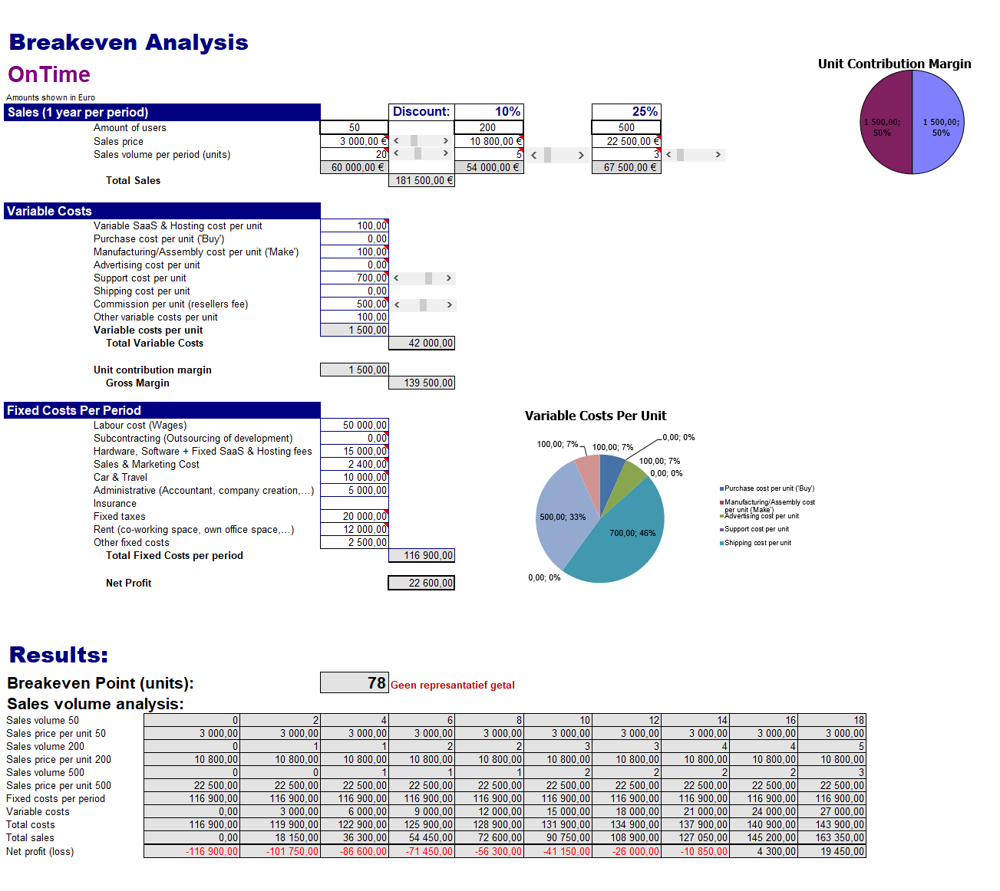 Breakeven Analysis
OnTime
Unit Contribution Margin
1 500,00; 50%
1 500,00; 50%
Amounts shown in Euro
Sales (1 year per period) Discount: 10% 25%
Amount of users 50 200 500
Sales price 3 000,00 € 10 800,00 € 22 500,00 €
Sales volume per period (units) 20 5 3
60 000,00 € 54 000,00 € 67 500,00 €
Total Sales 181 500,00 €
Variable Costs
Variable SaaS & Hosting cost per unit 100,00
Purchase cost per unit ('Buy') 0,00
Manufacturing/Assembly cost per unit ('Make') 100,00
Advertising cost per unit 0,00
Support cost per unit 700,00
Shipping cost per unit 0,00
Commission per unit (resellers fee) 500,00
Other variable costs per unit 100,00
Variable costs per unit 1 500,00
Total Variable Costs 42 000,00
Unit contribution margin 1 500,00
Gross Margin 139 500,00
Fixed Costs Per Period
Labour cost (Wages) 50 000,00
Subcontracting (Outsourcing of development) 0,00
Hardware, Software + Fixed SaaS & Hosting fees 15 000,00
Sales & Marketing Cost 2 400,00
Car & Travel 10 000,00
Administrative (Accountant, company creation,...) 5 000,00
Insurance
Fixed taxes 20 000,00
Rent (co-working space, own office space,...) 12 000,00
Other fixed costs 2 500,00
Total Fixed Costs per period 116 900,00
Net Profit 22 600,00
Variable Costs Per Unit
100,00; 7%
100,00; 7%
0,00; 0%
100,00; 7%
0,00; 0%
500,00; 33%
700,00; 46%
0,00; 0%
Purchase cost per unit ('Buy')
Manufacturing/Assembly cost
per unit ('Make')
Advertising cost per unit
Support cost per unit
Shipping cost per unit
Results:
Breakeven Point (units): 78 Geen represantatief getal
Sales volume analysis:
Sales volume 50 0 2 4 6 8 10 12 14 16 18
Sales price per unit 50 3 000,00 3 000,00 3 000,00 3 000,00 3 000,00 3 000,00 3 000,00 3 000,00 3 000,00 3 000,00
Sales volume 200 0 1 1 2 2 3 3 4 4 5
Sales price per unit 200 10 800,00 10 800,00 10 800,00 10 800,00 10 800,00 10 800,00 10 800,00 10 800,00 10 800,00 10 800,00
Sales volume 500 0 0 1 1 1 2 2 2 2 3
Sales price per unit 500 22 500,00 22 500,00 22 500,00 22 500,00 22 500,00 22 500,00 22 500,00 22 500,00 22 500,00 22 500,00
Fixed costs per period 116 900,00 116 900,00 116 900,00 116 900,00 116 900,00 116 900,00 116 900,00 116 900,00 116 900,00 116 900,00
Variable costs 0,00 3 000,00 6 000,00 9 000,00 12 000,00 15 000,00 18 000,00 21 000,00 24 000,00 27 000,00
Total costs 116 900,00 119 900,00 122 900,00 125 900,00 128 900,00 131 900,00 134 900,00 137 900,00 140 900,00 143 900,00
Total sales 0,00 18 150,00 36 300,00 54 450,00 72 600,00 90 750,00 108 900,00 127 050,00 145 200,00 163 350,00
Net profit (loss) -116 900,00 -101 750,00 -86 600,00 -71 450,00 -56 300,00 -41 150,00 -26 000,00 -10 850,00 4 300,00 19 450,00